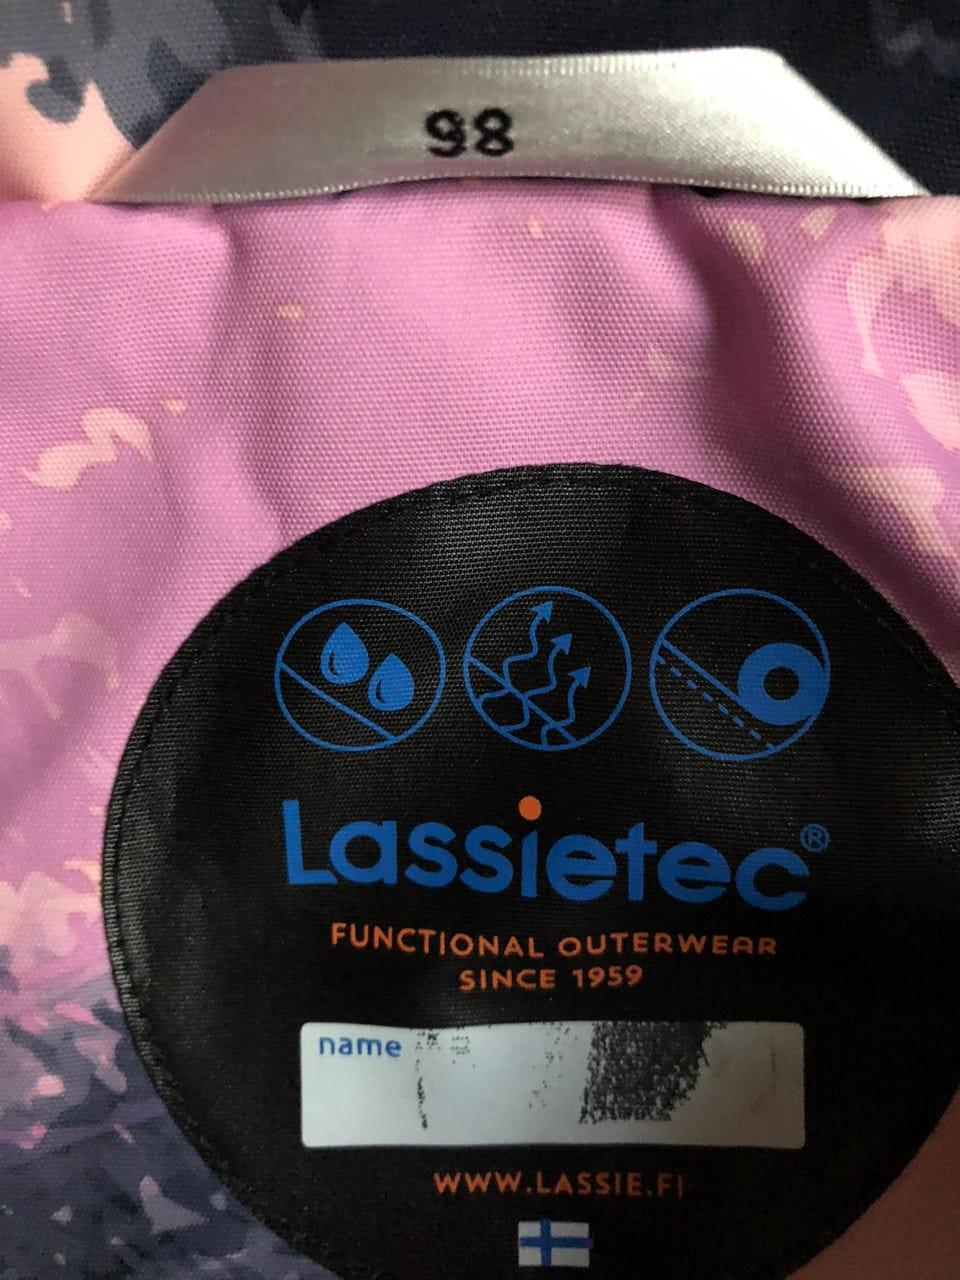 98
Lassietec®
FUNCTIONAL OUTERWEAR
SINCE 1959
name
WWW.LASSIE.FI